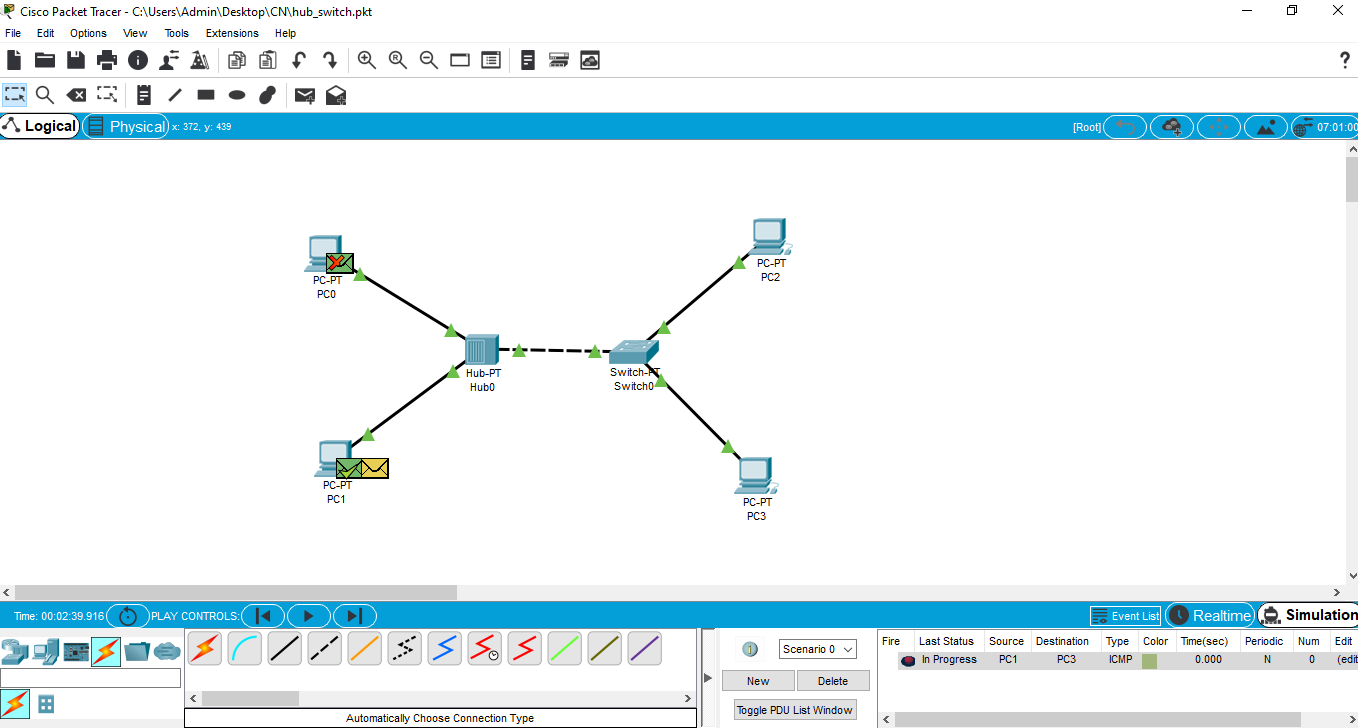 Cisco Packet Tracer - C:\Users\Admin\Desktop\CN\hub_switch.pkt
File Edit Options View Tools Extensions Help
?
Logical Physical x: 372, y: 439 [Root] 07:01:00
PC-PT
PC0
PC-PT
PC2
Hub-PT
Hub0
Switch-PT
Switch0
PC-PT
PC1
PC-PT
PC3
Time: 00:02:39.916 PLAY CONTROLS: Event List Realtime Simulation
Scenario 0
New Delete
Toggle PDU List Window
Fire Last Status Source Destination Type Color Time(sec) Periodic Num Edit
In Progress PC1 PC3 ICMP 0.000 N 0 (edit
Automatically Choose Connection Type